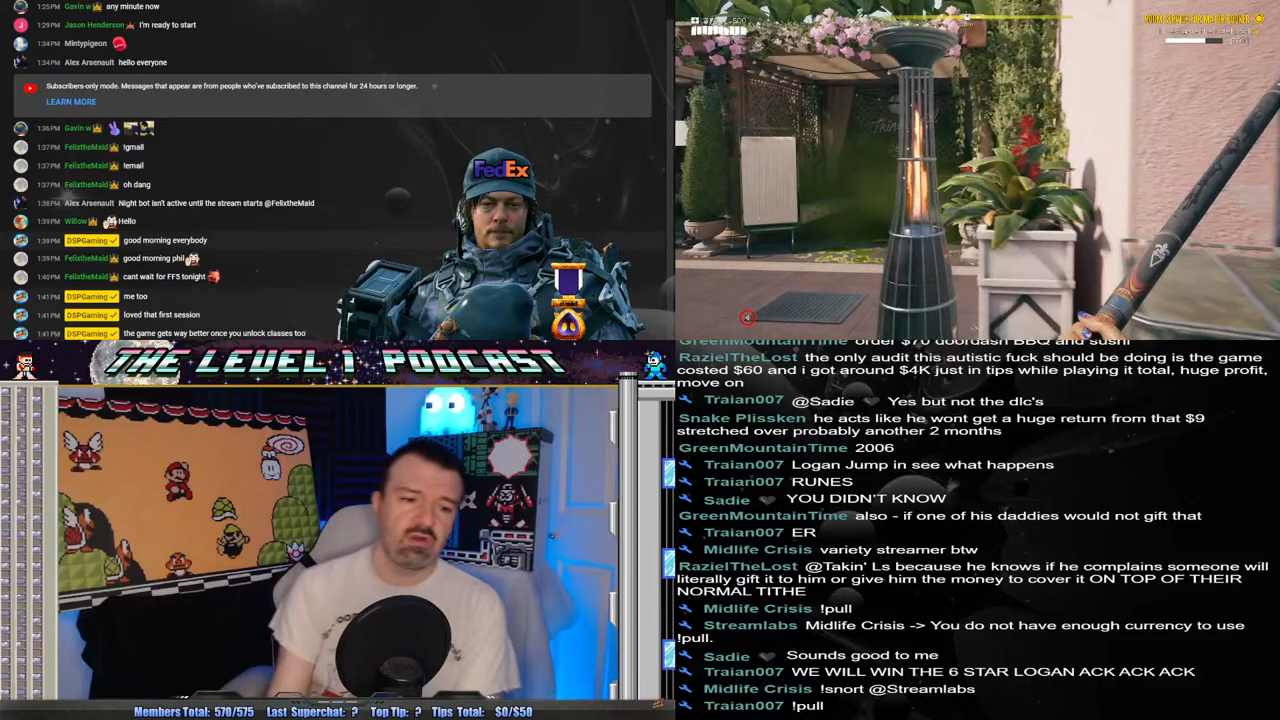 1:25PM Gavin w any minute now
1:29PM Jason Henderson I'm ready to start
1:34PM Mintypigeon
1:34PM Alex Arsenault hello everyone
Subscribers-only mode. Messages that appear are from people who've subscribed to this channel for 24 hours or longer.
LEARN MORE
1:36PM Gavin w
1:37PM FelixtheMaid !gmail
1:37PM FelixtheMaid !email
1:37PM FelixtheMaid oh dang
1:38PM Alex Arsenault Night bot isn't active until the stream starts @FelixtheMaid
1:39PM Willow Hello
1:39PM DSPGaming good morning everybody
1:39PM FelixtheMaid good morning phil
1:40PM FelixtheMaid cant wait for FF5 tonight
1:41PM DSPGaming me too
1:41PM DSPGaming loved that first session
1:41PM DSPGaming the game gets way better once you unlock classes too
FedEx
ROOM SERVICE FOR MAJOR BOOKER
THE LEVEL 1 PODCAST
GreenMountainTime order $70 doordash BBQ and sushi
RazielTheLost the only audit this autistic fuck should be doing is the game
costed $60 and i got around $4K just in tips while playing it total, huge profit,
move on
Traian007 @Sadie Yes but not the dlc's
Snake Plissken he acts like he wont get a huge return from that $9
stretched over probably another 2 months
GreenMountainTime 2006
Traian007 Logan Jump in see what happens
Traian007 RUNES
Sadie YOU DIDN'T KNOW
GreenMountainTime also - if one of his daddies would not gift that
Traian007 ER
Midlife Crisis variety streamer btw
RazielTheLost @Takin' Ls because he knows if he complains someone will
literally gift it to him or give him the money to cover it ON TOP OF THEIR
NORMAL TITHE
Midlife Crisis !pull
Streamlabs Midlife Crisis -> You do not have enough currency to use
!pull.
Sadie Sounds good to me
Traian007 WE WILL WIN THE 6 STAR LOGAN ACK ACK ACK
Midlife Crisis !snort @Streamlabs
Traian007 !pull
Members Total: 570/575 Last Superchat: ? Top Tip: ? Tips Total: $0/$50